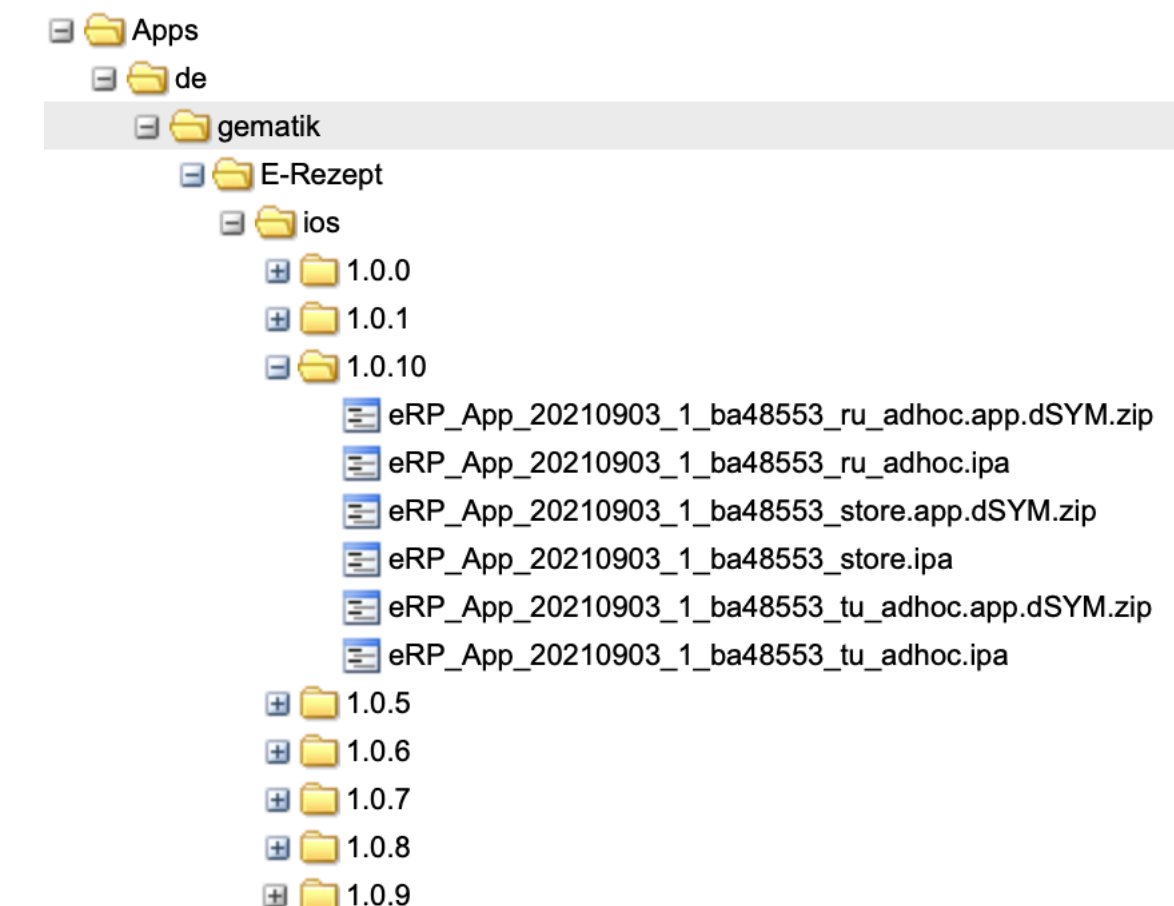 Apps
de
gematik
E-Rezept
ios
1.0.0
1.0.1
1.0.10
eRP_App_20210903_1_ba48553_ru_adhoc.app.dSYM.zip
eRP_App_20210903_1_ba48553_ru_adhoc.ipa
eRP_App_20210903_1_ba48553_store.app.dSYM.zip
eRP_App_20210903_1_ba48553_store.ipa
eRP_App_20210903_1_ba48553_tu_adhoc.app.dSYM.zip
eRP_App_20210903_1_ba48553_tu_adhoc.ipa
1.0.5
1.0.6
1.0.7
1.0.8
1.0.9